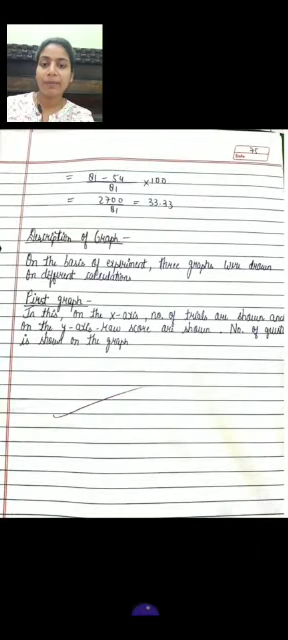 75
Date
= 81 - 54 / 81 × 100
= 2700 / 81 = 33.33
Description of Graph -
On the basis of experiment, three graphs were drawn
on different calculations
First graph -
In this, on the x-axis, no. of trials are shown and
on the y-axis raw score are shown. No. of
is shown on the graph